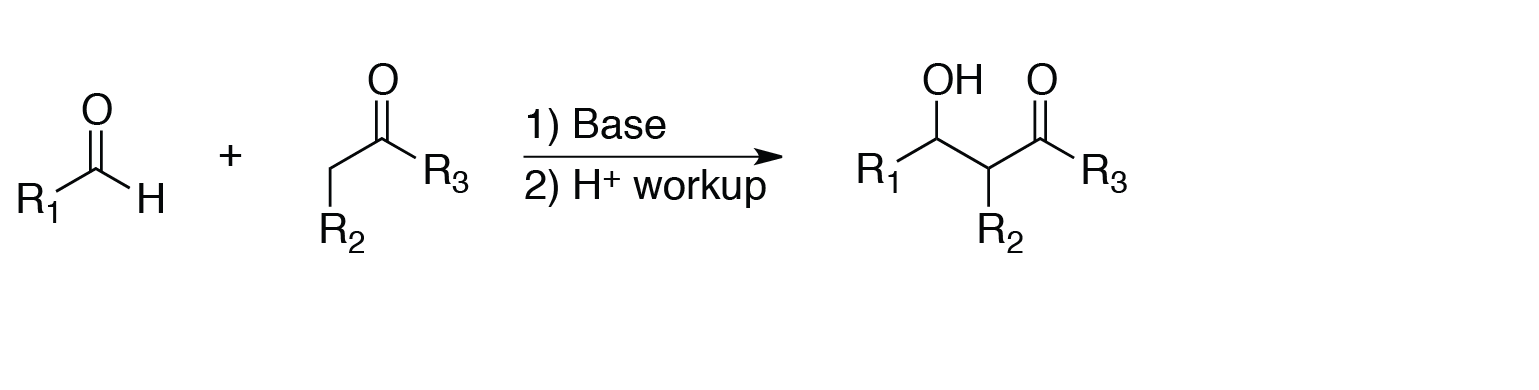 O
R₁
H
+
O
R₂
R₃
1) Base
2) H⁺ workup
OH
O
R₁
R₂
R₃